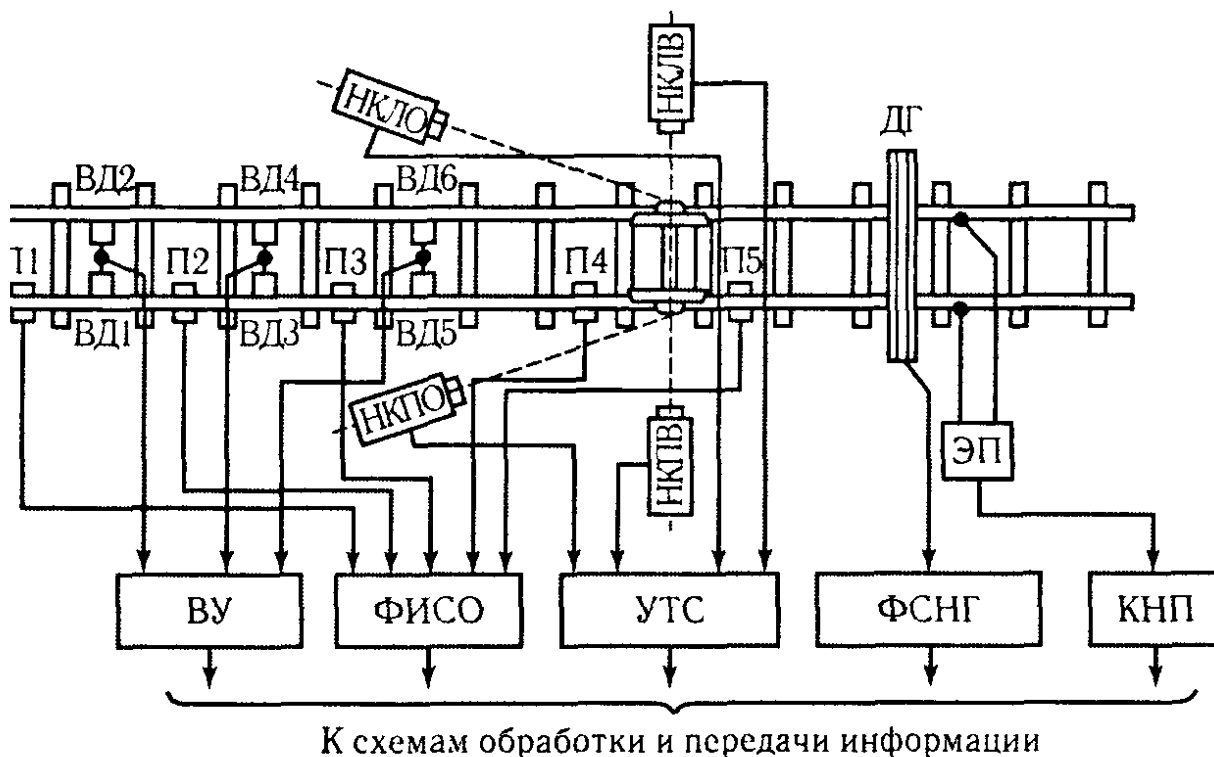 НКЛВ
НКЛО
ДГ
ВД2 ВД4 ВД6
П1 П2 П3 П4 П5
ВД1 ВД3 ВД5
НКПО
НКПВ
ЭП
ВУ ФИСО УТС ФСНГ КНП
К схемам обработки и передачи информации